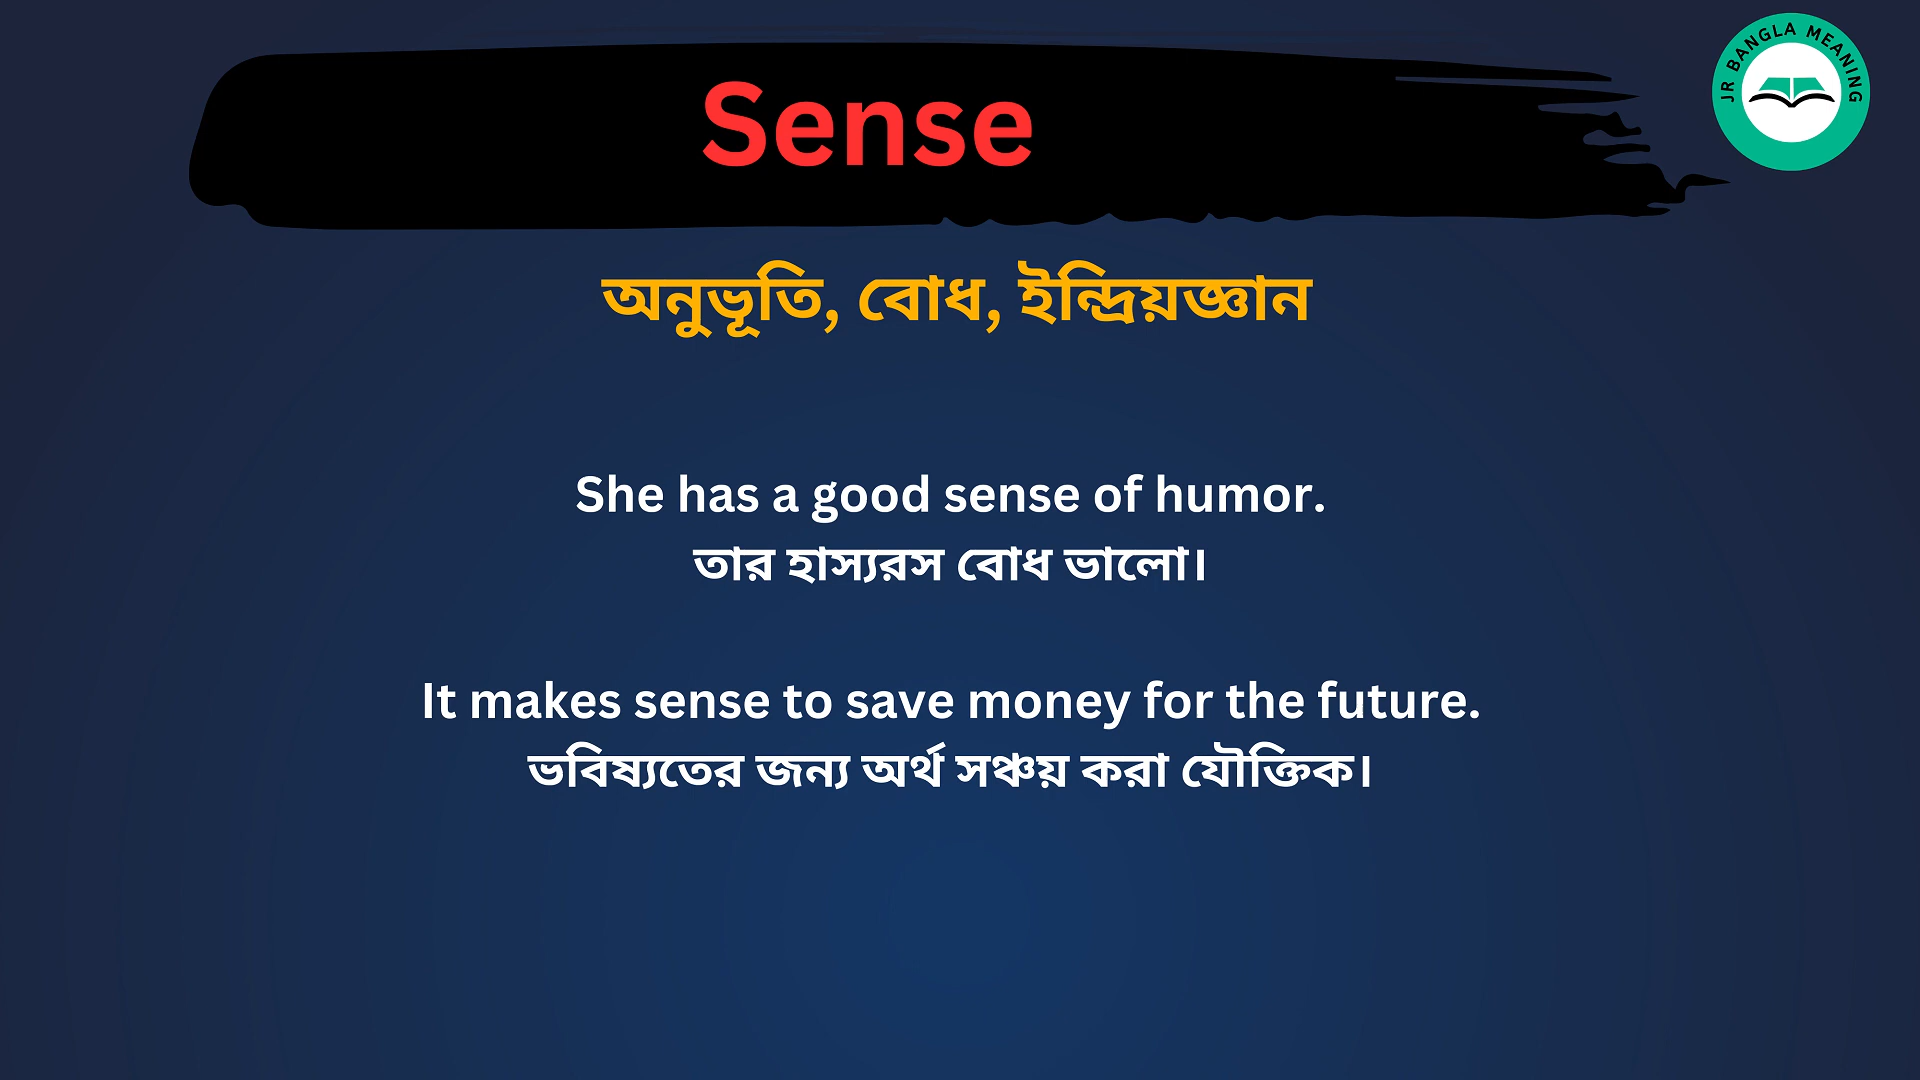 Sense
JR BANGLA MEANING
অনুভূতি, বোধ, ইন্দ্রিয়জ্ঞান
She has a good sense of humor.
তার হাস্যরস বোধ ভালো।
It makes sense to save money for the future.
ভবিষ্যতের জন্য অর্থ সঞ্চয় করা যৌক্তিক।